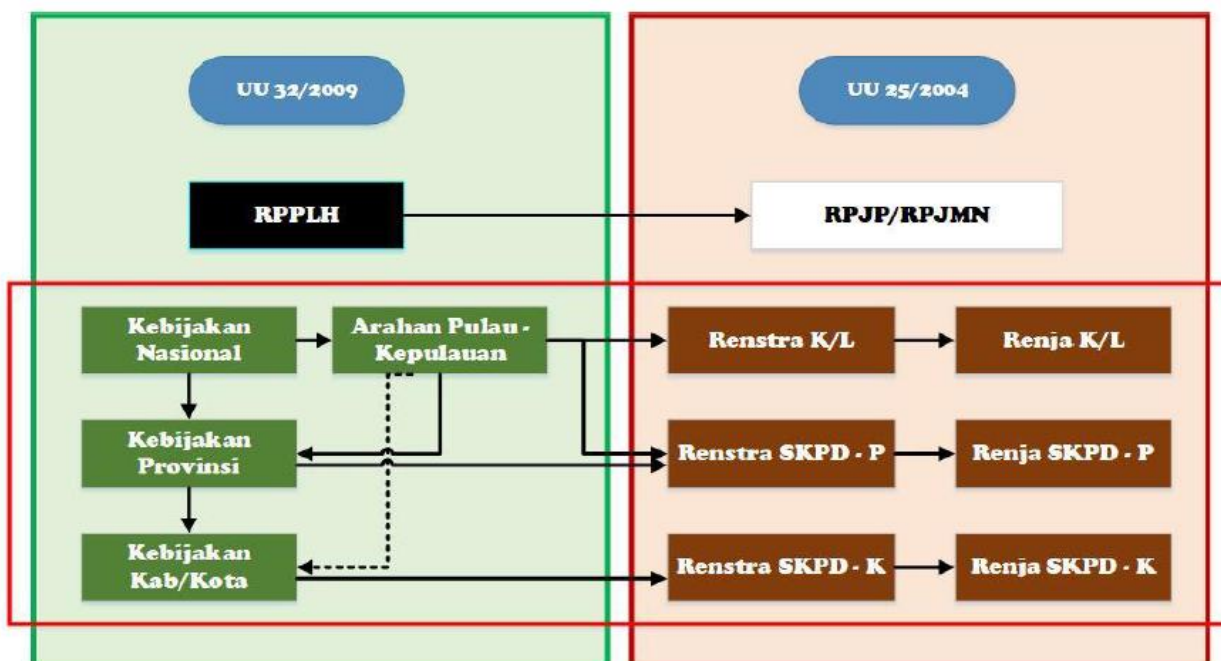 UU 32/2009
UU 25/2004
RPPLH
RPJP/RPJMN
Kebijakan
Nasional
Arahan Pulau -
Kepulauan
Renstra K/L
Renja K/L
Kebijakan
Provinsi
Renstra SKPD - P
Renja SKPD - P
Kebijakan
Kab/Kota
Renstra SKPD - K
Renja SKPD - K